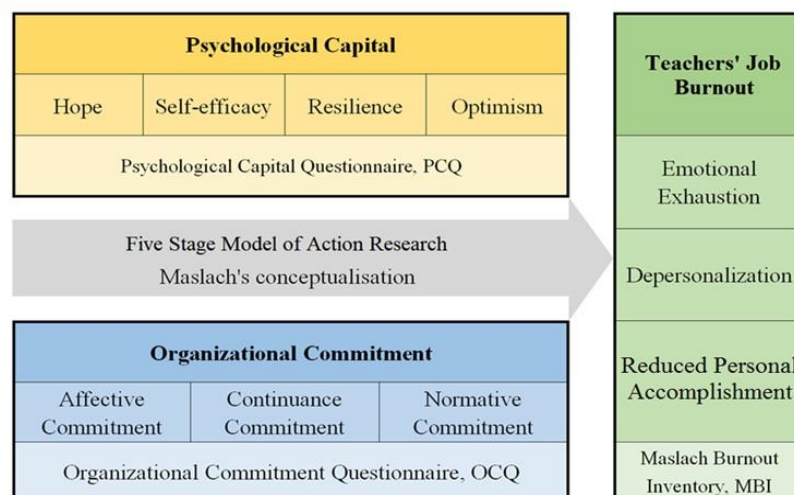 Psychological Capital
Hope
Self-efficacy
Resilience
Optimism
Psychological Capital Questionnaire, PCQ
Five Stage Model of Action Research
Maslach's conceptualisation
Organizational Commitment
Affective
Commitment
Continuance
Commitment
Normative
Commitment
Organizational Commitment Questionnaire, OCQ
Teachers' Job
Burnout
Emotional
Exhaustion
Depersonalization
Reduced Personal
Accomplishment
Maslach Burnout
Inventory, MBI